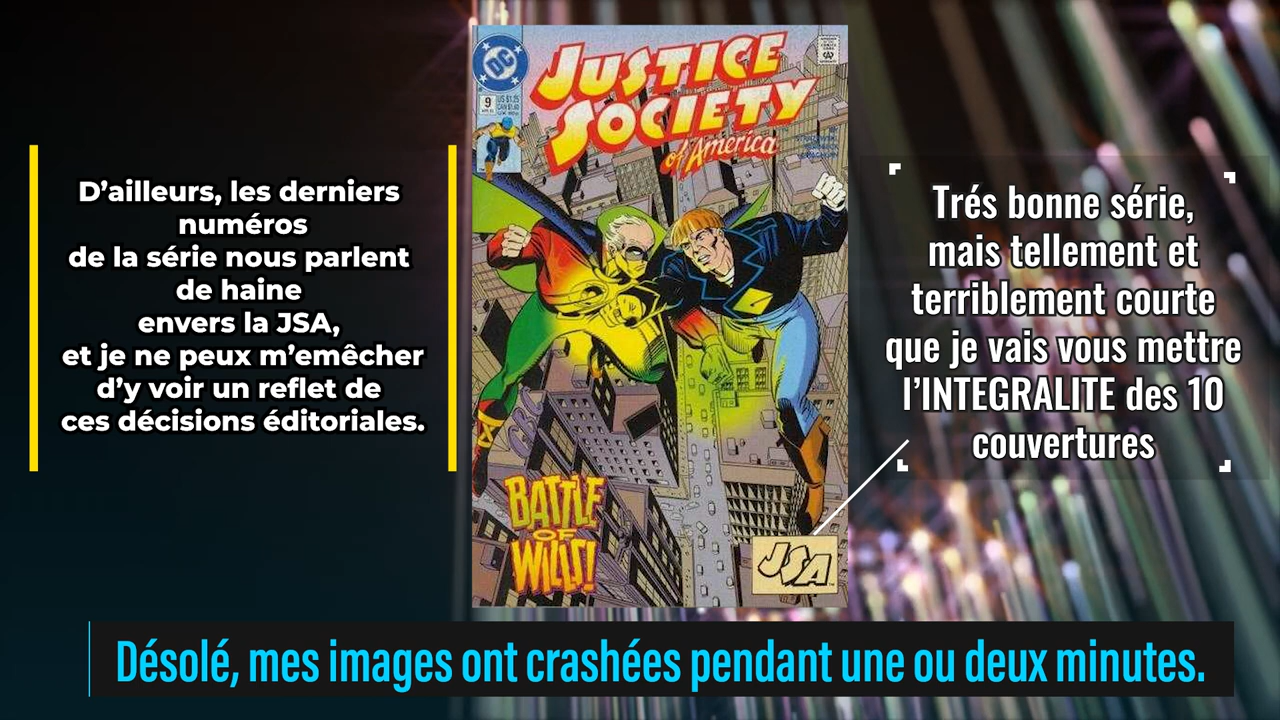 D’ailleurs, les derniers
numéros
de la série nous parlent
de haine
envers la JSA,
et je ne peux m’emêcher
d’y voir un reflet de
ces décisions éditoriales.
DC
9
US $1.25
JUSTICE
SOCIETY
of America
BATTLE
OF
WILLS!
JSA
Trés bonne série,
mais tellement et
terriblement courte
que je vais vous mettre
l’INTEGRALITE des 10
couvertures
Désolé, mes images ont crashées pendant une ou deux minutes.